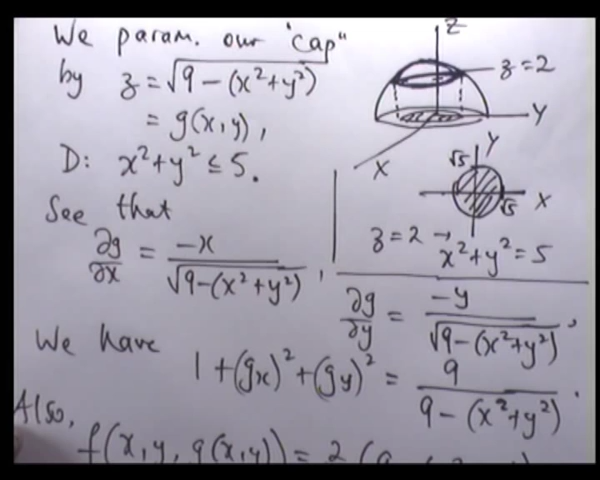 We param. our "cap"
by z = √9 − (x² + y²)
= g(x,y),
D: x² + y² ≤ 5.
See that
∂g/∂x = −x/√9−(x²+y²) ,
Z
z = 2
Y
X
Y
√5
X
√5
z = 2 → x² + y² = 5
∂g/∂y = −y/√9−(x²+y²) ,
We have
1 + (gx)² + (gy)² = 9/9 − (x²+y²) .
Also,
f(x, y, g(x,y)) = 2